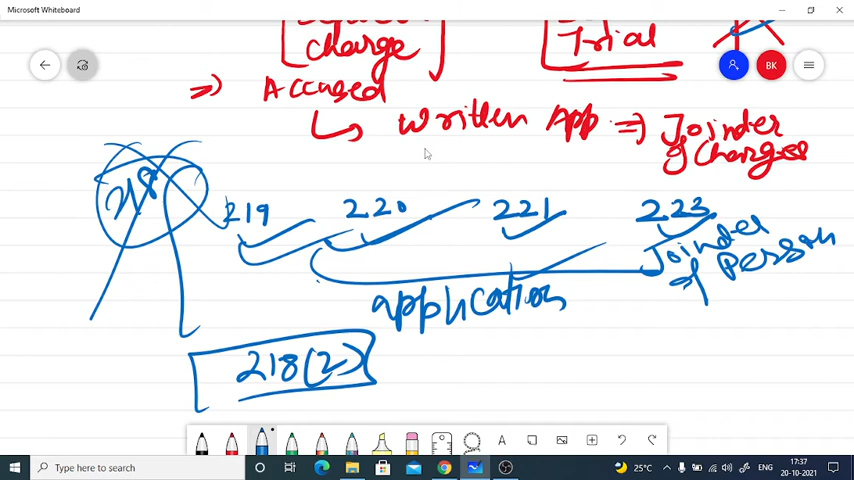 Microsoft Whiteboard
charge
Trial
BK
⇒ Accused
written App ⇒ Joinder
of Charges
218
219 220 221 223
Joinder
of Person
application
218(2)
A
Type here to search
25°C
ENG
17:37
20-10-2021